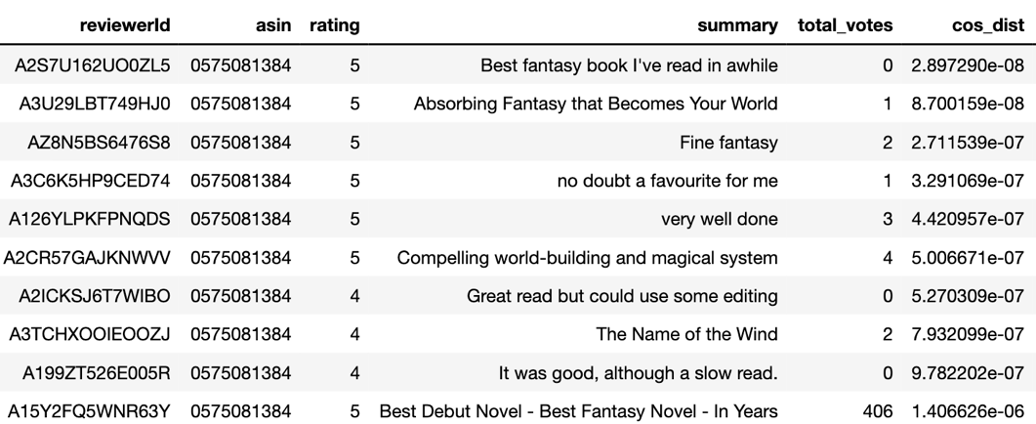 reviewerId asin rating summary total_votes cos_dist
A2S7U162UO0ZL5 0575081384 5 Best fantasy book I've read in awhile 0 2.897290e-08
A3U29LBT749HJ0 0575081384 5 Absorbing Fantasy that Becomes Your World 1 8.700159e-08
AZ8N5BS6476S8 0575081384 5 Fine fantasy 2 2.711539e-07
A3C6K5HP9CED74 0575081384 5 no doubt a favourite for me 1 3.291069e-07
A126YLPKFPNQDS 0575081384 5 very well done 3 4.420957e-07
A2CR57GAJKNWVV 0575081384 5 Compelling world-building and magical system 4 5.006671e-07
A2ICKSJ6T7WIBO 0575081384 4 Great read but could use some editing 0 5.270309e-07
A3TCHXOOIEOOZJ 0575081384 4 The Name of the Wind 2 7.932099e-07
A199ZT526E005R 0575081384 4 It was good, although a slow read. 0 9.782202e-07
A15Y2FQ5WNR63Y 0575081384 5 Best Debut Novel - Best Fantasy Novel - In Years 406 1.406626e-06